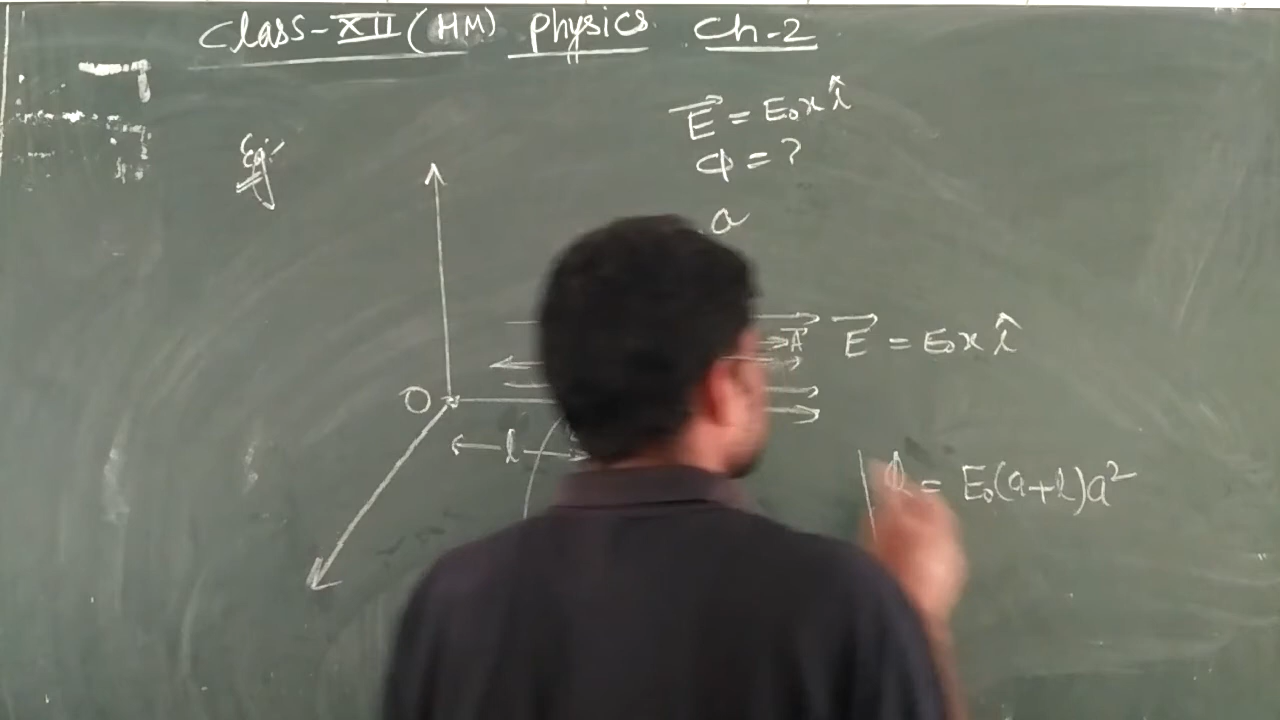 Class-XII (HM) Physics Ch-2
Eg:-
E⃗ = E₀x î
Φ = ?
a
A⃗
E⃗ = E₀x î
O
l
= E₀(a+l)a²